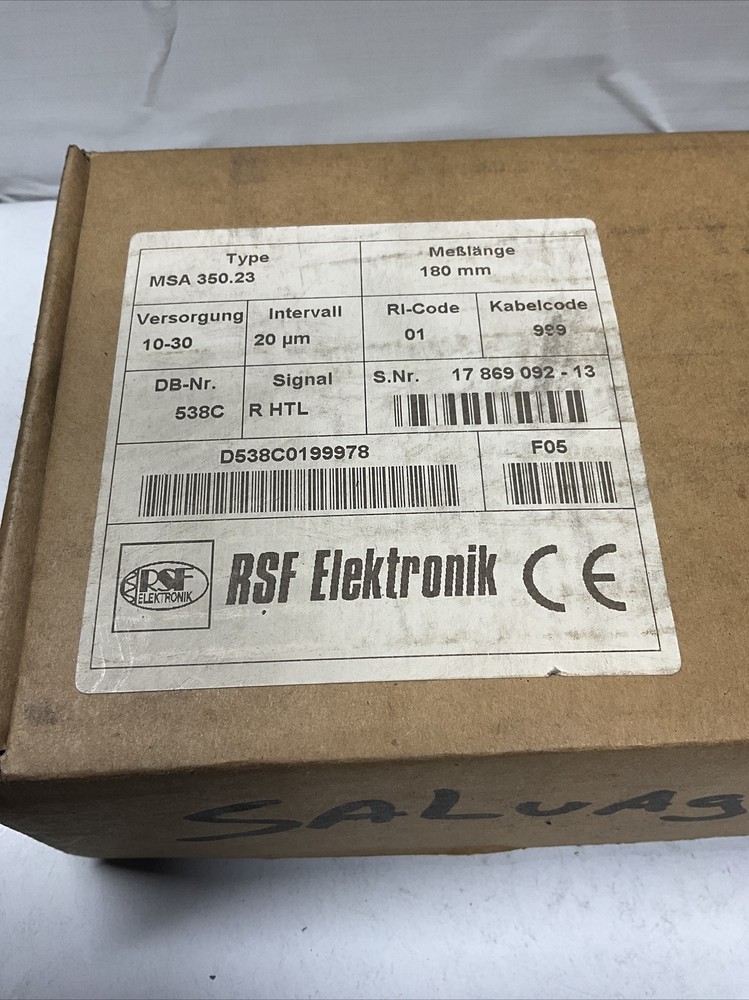 Type
MSA 350.23
Meßlänge
180 mm
Versorgung
10-30
Intervall
20 µm
RI-Code
01
Kabelcode
999
DB-Nr.
538C
Signal
R HTL
S.Nr. 17 869 092 - 13
D538C0199978
F05
RSF
ELEKTRONIK
RSF Elektronik CE
SALVAG